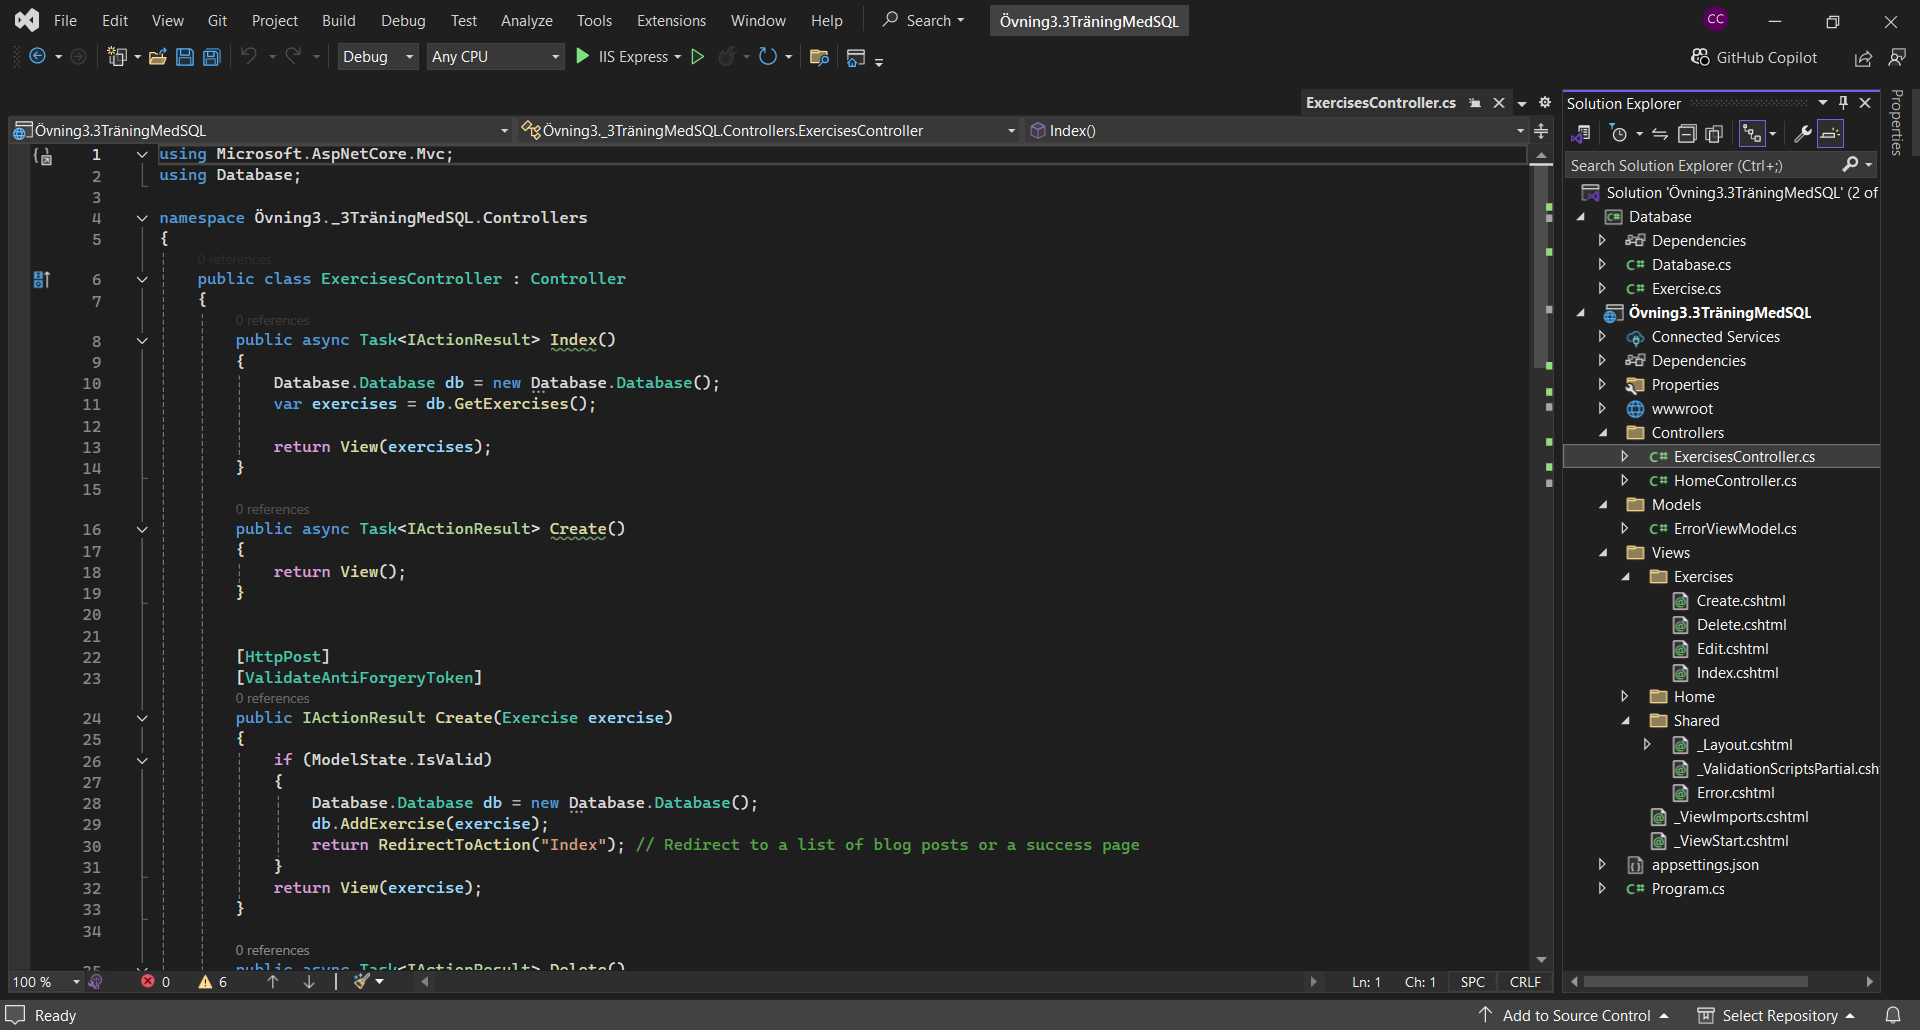 File Edit View Git Project Build Debug Test Analyze Tools Extensions Window Help Search Övning3.3TräningMedSQL CC
Debug Any CPU IIS Express GitHub Copilot
ExercisesController.cs
Övning3.3TräningMedSQL Övning3._3TräningMedSQL.Controllers.ExercisesController Index()
1 using Microsoft.AspNetCore.Mvc;
2 using Database;
3
4 namespace Övning3._3TräningMedSQL.Controllers
5 {
0 references
6 public class ExercisesController : Controller
7 {
0 references
8 public async Task<IActionResult> Index()
9 {
10 Database.Database db = new Database.Database();
11 var exercises = db.GetExercises();
12
13 return View(exercises);
14 }
15
0 references
16 public async Task<IActionResult> Create()
17 {
18 return View();
19 }
20
21
22 [HttpPost]
23 [ValidateAntiForgeryToken]
0 references
24 public IActionResult Create(Exercise exercise)
25 {
26 if (ModelState.IsValid)
27 {
28 Database.Database db = new Database.Database();
29 db.AddExercise(exercise);
30 return RedirectToAction("Index"); // Redirect to a list of blog posts or a success page
31 }
32 return View(exercise);
33 }
34
0 references
35 public async Task<IActionResult> Delete()
100 % 0 6 Ln: 1 Ch: 1 SPC CRLF
Solution Explorer
Search Solution Explorer (Ctrl+;)
Solution 'Övning3.3TräningMedSQL' (2 of
Database
Dependencies
C# Database.cs
C# Exercise.cs
Övning3.3TräningMedSQL
Connected Services
Dependencies
Properties
wwwroot
Controllers
C# ExercisesController.cs
C# HomeController.cs
Models
C# ErrorViewModel.cs
Views
Exercises
Create.cshtml
Delete.cshtml
Edit.cshtml
Index.cshtml
Home
Shared
_Layout.cshtml
_ValidationScriptsPartial.csh
Error.cshtml
_ViewImports.cshtml
_ViewStart.cshtml
appsettings.json
C# Program.cs
Properties
Ready Add to Source Control Select Repository